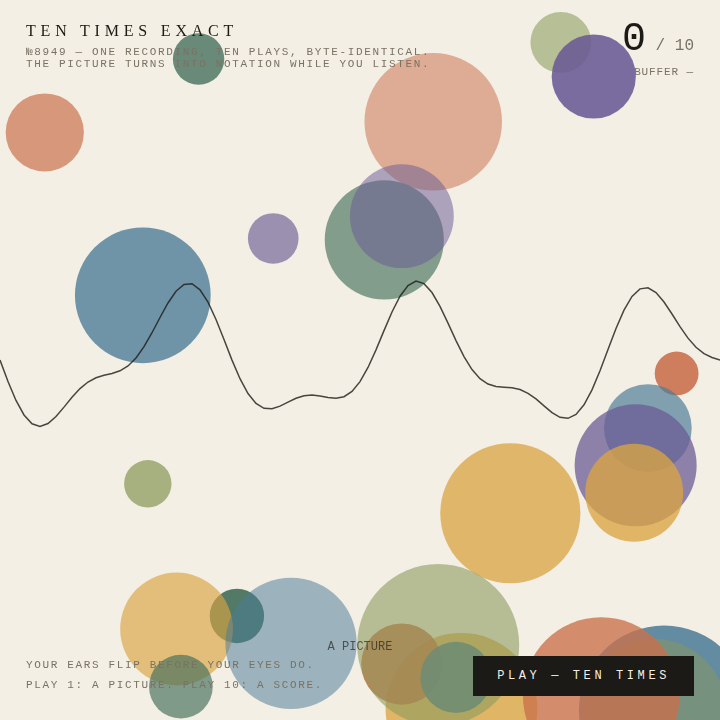 TEN TIMES EXACT
№8949 — ONE RECORDING. TEN PLAYS, BYTE-IDENTICAL.
THE PICTURE TURNS INTO NOTATION WHILE YOU LISTEN.
0 / 10
BUFFER —
A PICTURE
YOUR EARS FLIP BEFORE YOUR EYES DO.
PLAY 1: A PICTURE. PLAY 10: A SCORE.
PLAY — TEN TIMES